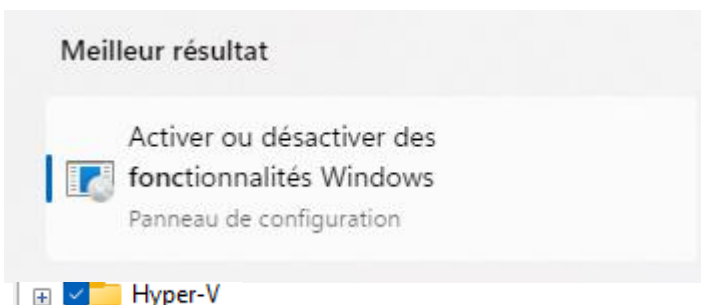 Meilleur résultat
Activer ou désactiver des
fonctionnalités Windows
Panneau de configuration
Hyper-V